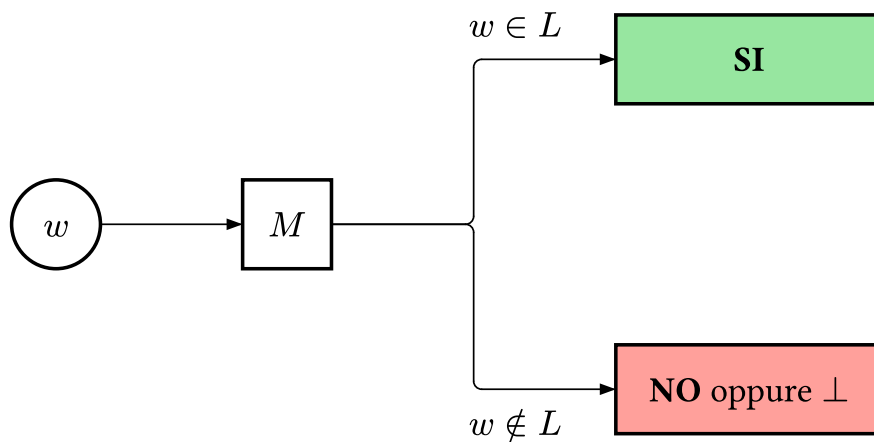 w ∈ L
SI
w
M
NO oppure ⊥
w ∉ L